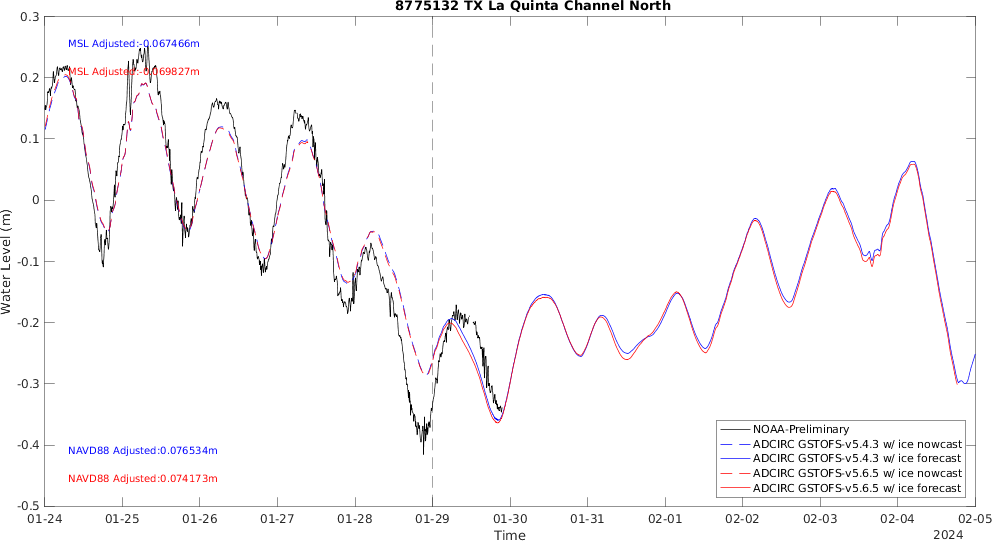 8775132 TX La Quinta Channel North
0.3
MSL Adjusted:-0.067466m
MSL Adjusted:-0.069827m
0.2
0.1
0
-0.1
-0.2
-0.3
-0.4
-0.5
Water Level (m)
NAVD88 Adjusted:0.076534m
NAVD88 Adjusted:0.074173m
NOAA-Preliminary
ADCIRC GSTOFS-v5.4.3 w/ ice nowcast
ADCIRC GSTOFS-v5.4.3 w/ ice forecast
ADCIRC GSTOFS-v5.6.5 w/ ice nowcast
ADCIRC GSTOFS-v5.6.5 w/ ice forecast
01-24 01-25 01-26 01-27 01-28 01-29 01-30 01-31 02-01 02-02 02-03 02-04 02-05
Time
2024